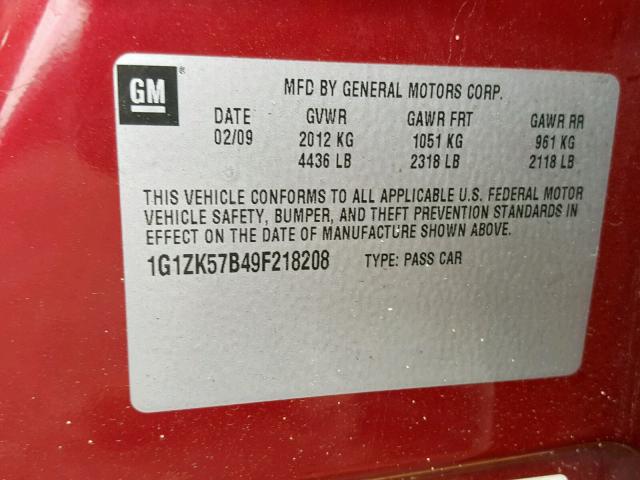 GM ®
MFD BY GENERAL MOTORS CORP.
DATE GVWR GAWR FRT GAWR RR
02/09 2012 KG 1051 KG 961 KG
4436 LB 2318 LB 2118 LB
THIS VEHICLE CONFORMS TO ALL APPLICABLE U.S. FEDERAL MOTOR
VEHICLE SAFETY, BUMPER, AND THEFT PREVENTION STANDARDS IN
EFFECT ON THE DATE OF MANUFACTURE SHOWN ABOVE.
1G1ZK57B49F218208 TYPE: PASS CAR